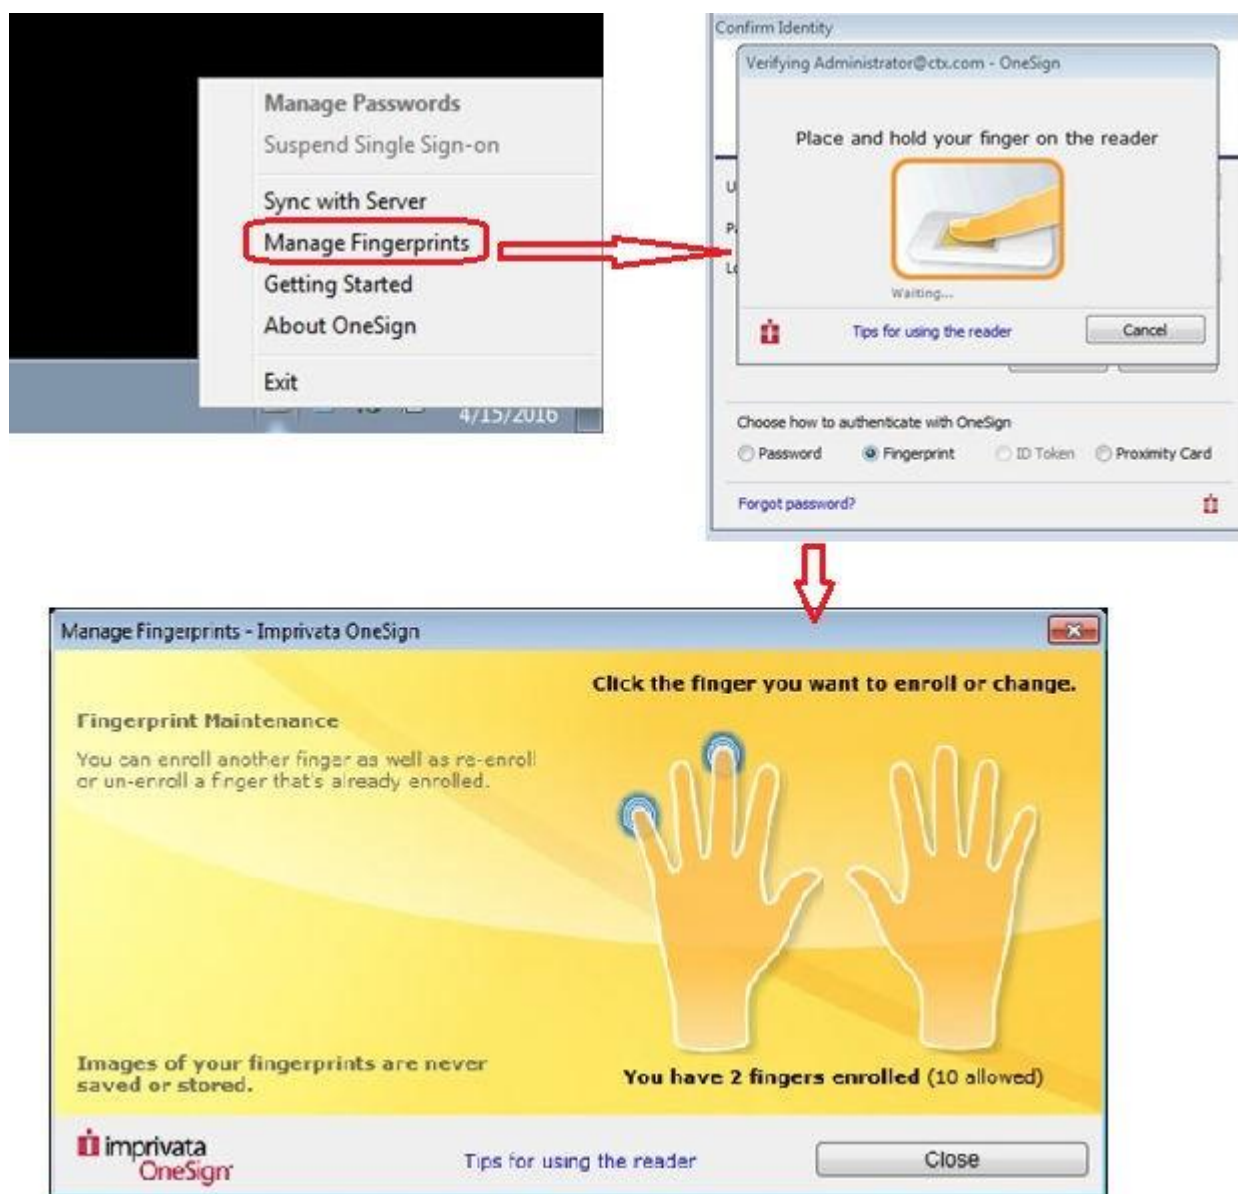 Manage Passwords
Suspend Single Sign-on
Sync with Server
Manage Fingerprints
Getting Started
About OneSign
Exit
4/15/2016
Confirm Identity
Verifying Administrator@ctx.com - OneSign
Place and hold your finger on the reader
Waiting...
Tips for using the reader
Cancel
Choose how to authenticate with OneSign
Password Fingerprint ID Token Proximity Card
Forgot password?
Manage Fingerprints - Imprivata OneSign
Click the finger you want to enroll or change.
Fingerprint Maintenance
You can enroll another finger as well as re-enroll
or un-enroll a finger that's already enrolled.
Images of your fingerprints are never
saved or stored.
You have 2 fingers enrolled (10 allowed)
imprivata
OneSign
Tips for using the reader
Close